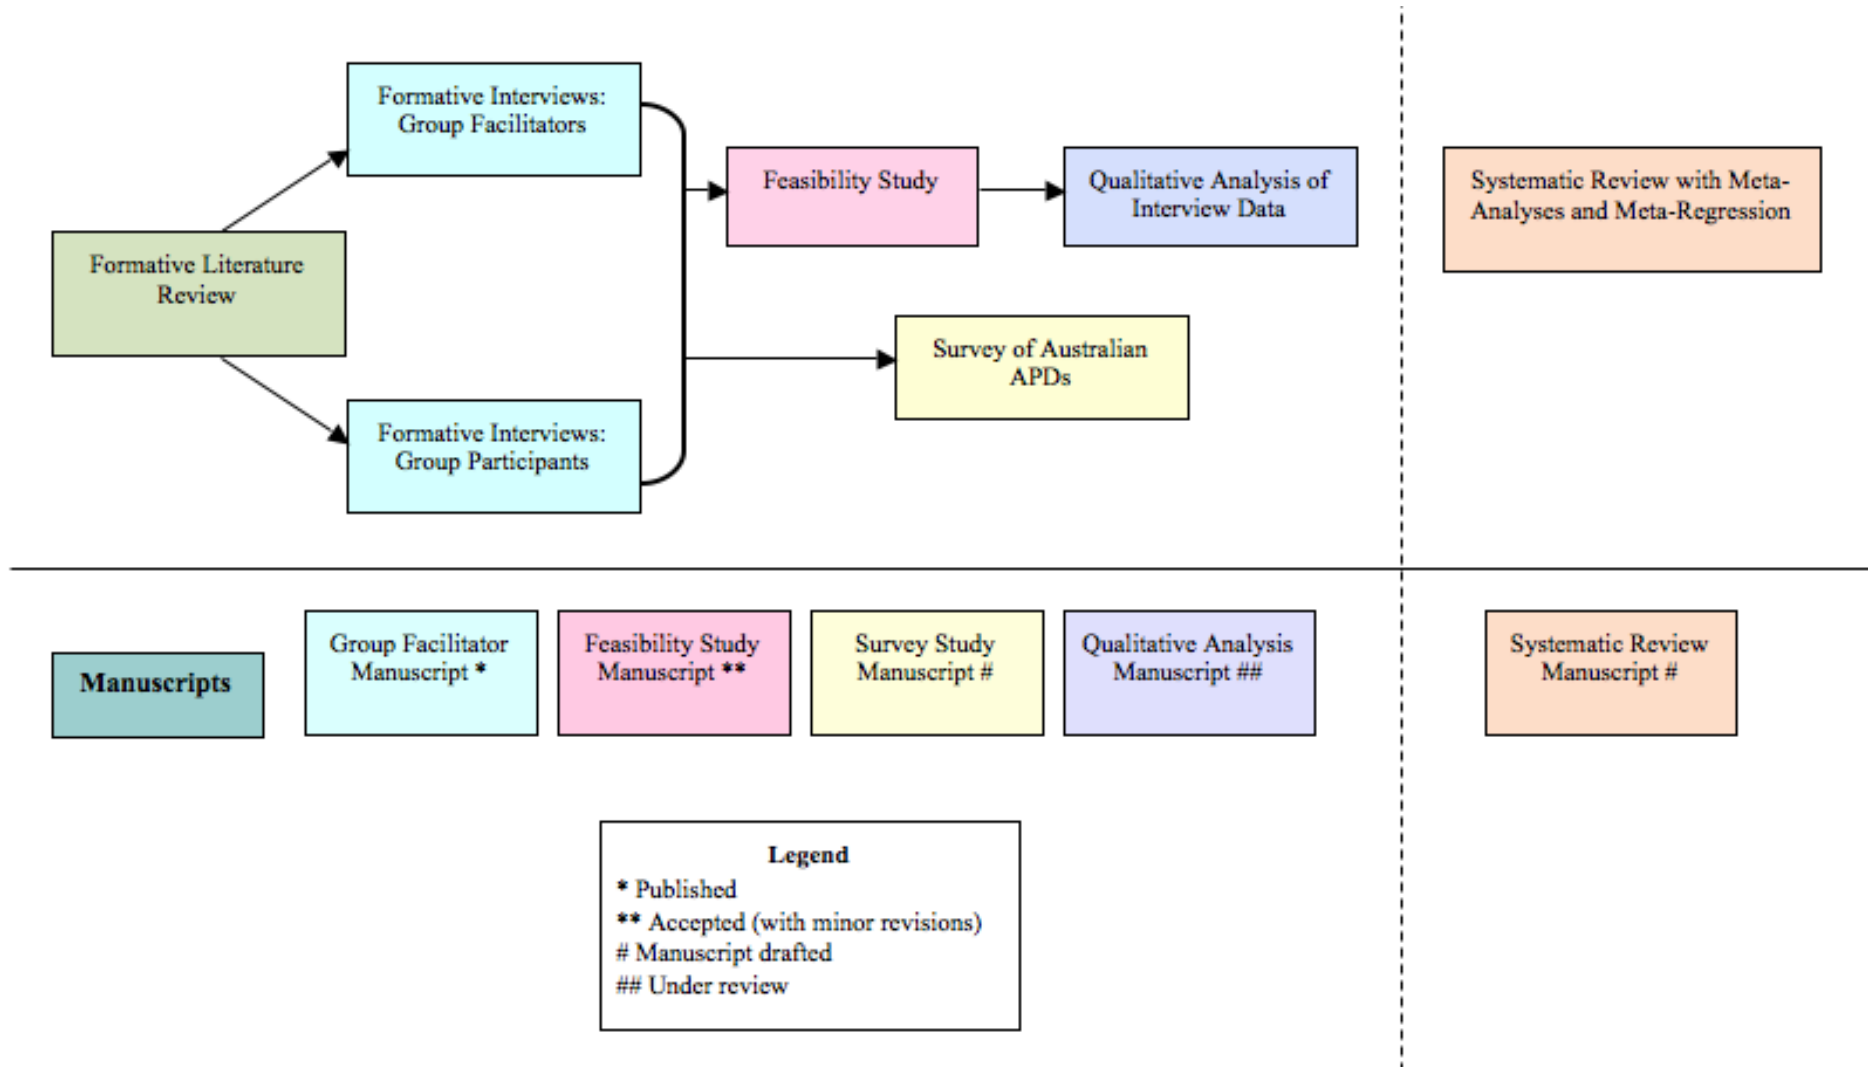 Formative Interviews:
Group Facilitators
Feasibility Study
Qualitative Analysis of
Interview Data
Systematic Review with Meta-
Analyses and Meta-Regression
Formative Literature
Review
Survey of Australian
APDs
Formative Interviews:
Group Participants
Manuscripts
Group Facilitator
Manuscript *
Feasibility Study
Manuscript **
Survey Study
Manuscript #
Qualitative Analysis
Manuscript ##
Systematic Review
Manuscript #
Legend
* Published
** Accepted (with minor revisions)
# Manuscript drafted
## Under review